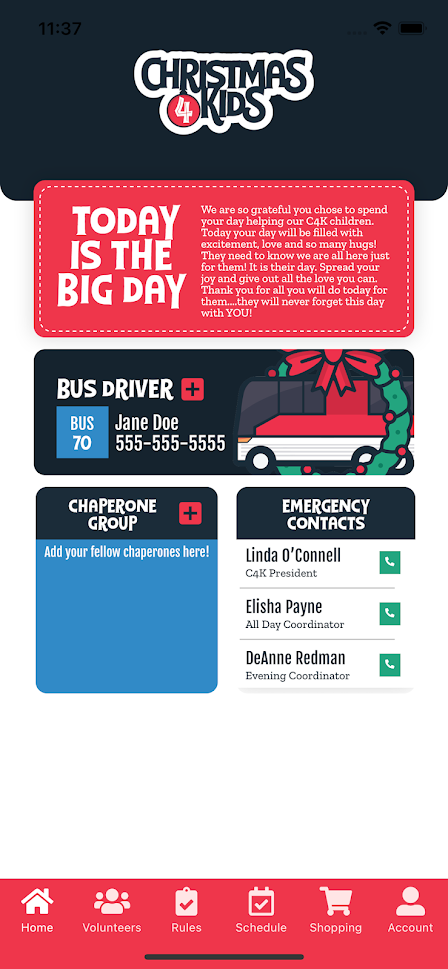 11:37
CHRISTMAS
4 KIDS
TODAY
IS THE
BIG DAY
We are so grateful you chose to spend
your day helping our C4K children.
Today your day will be filled with
excitement, love and so many hugs!
They need to know we are all here just
for them! It is their day. Spread your
joy and give out all the love you can.
Thank you for all you will do today for
them....they will never forget this day
with YOU!
BUS DRIVER
BUS
70
Jane Doe
555-555-5555
CHAPERONE
GROUP
Add your fellow chaperones here!
EMERGENCY
CONTACTS
Linda O'Connell
C4K President
Elisha Payne
All Day Coordinator
DeAnne Redman
Evening Coordinator
Home Volunteers Rules Schedule Shopping Account